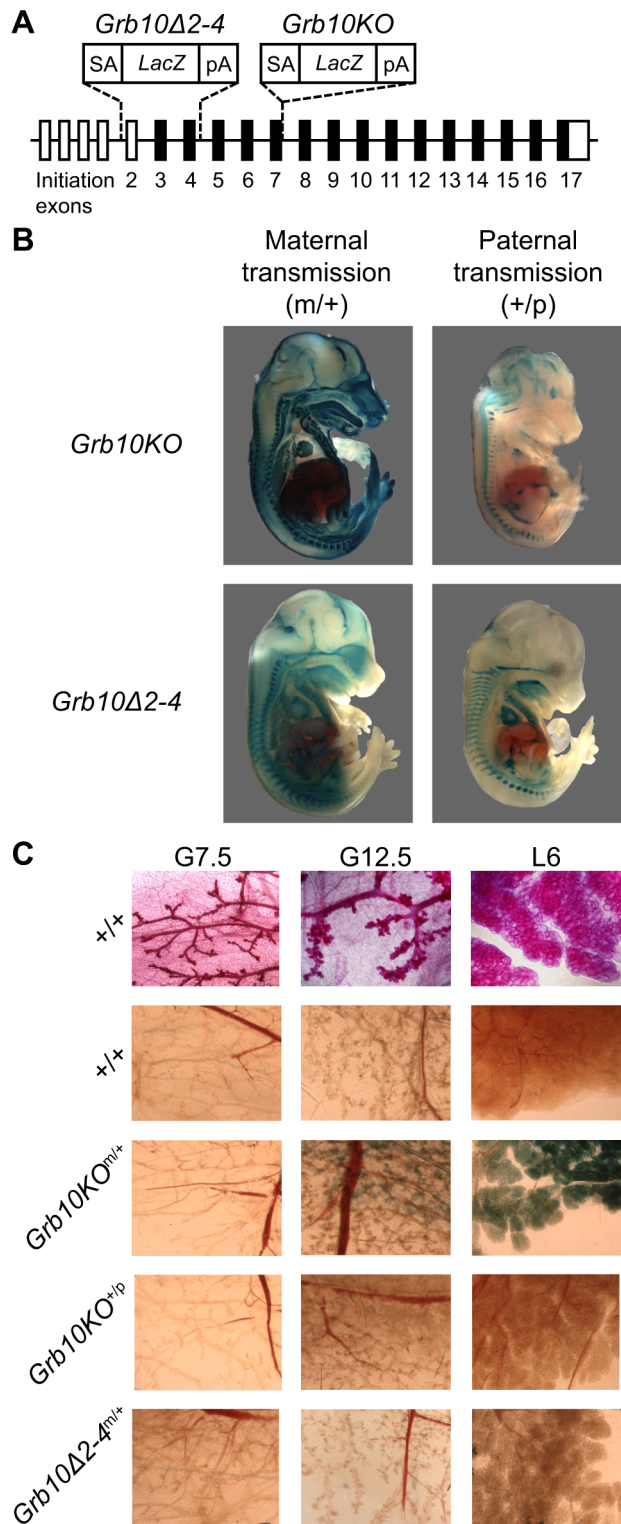 A
Grb10Δ2-4 Grb10KO
SA LacZ pA SA LacZ pA
Initiation exons 2 3 4 5 6 7 8 9 10 11 12 13 14 15 16 17
B
Maternal transmission (m/+)
Paternal transmission (+/p)
Grb10KO
Grb10Δ2-4
C
G7.5 G12.5 L6
+/+
+/+
Grb10KOm/+
Grb10KO+/p
Grb10Δ2-4m/+